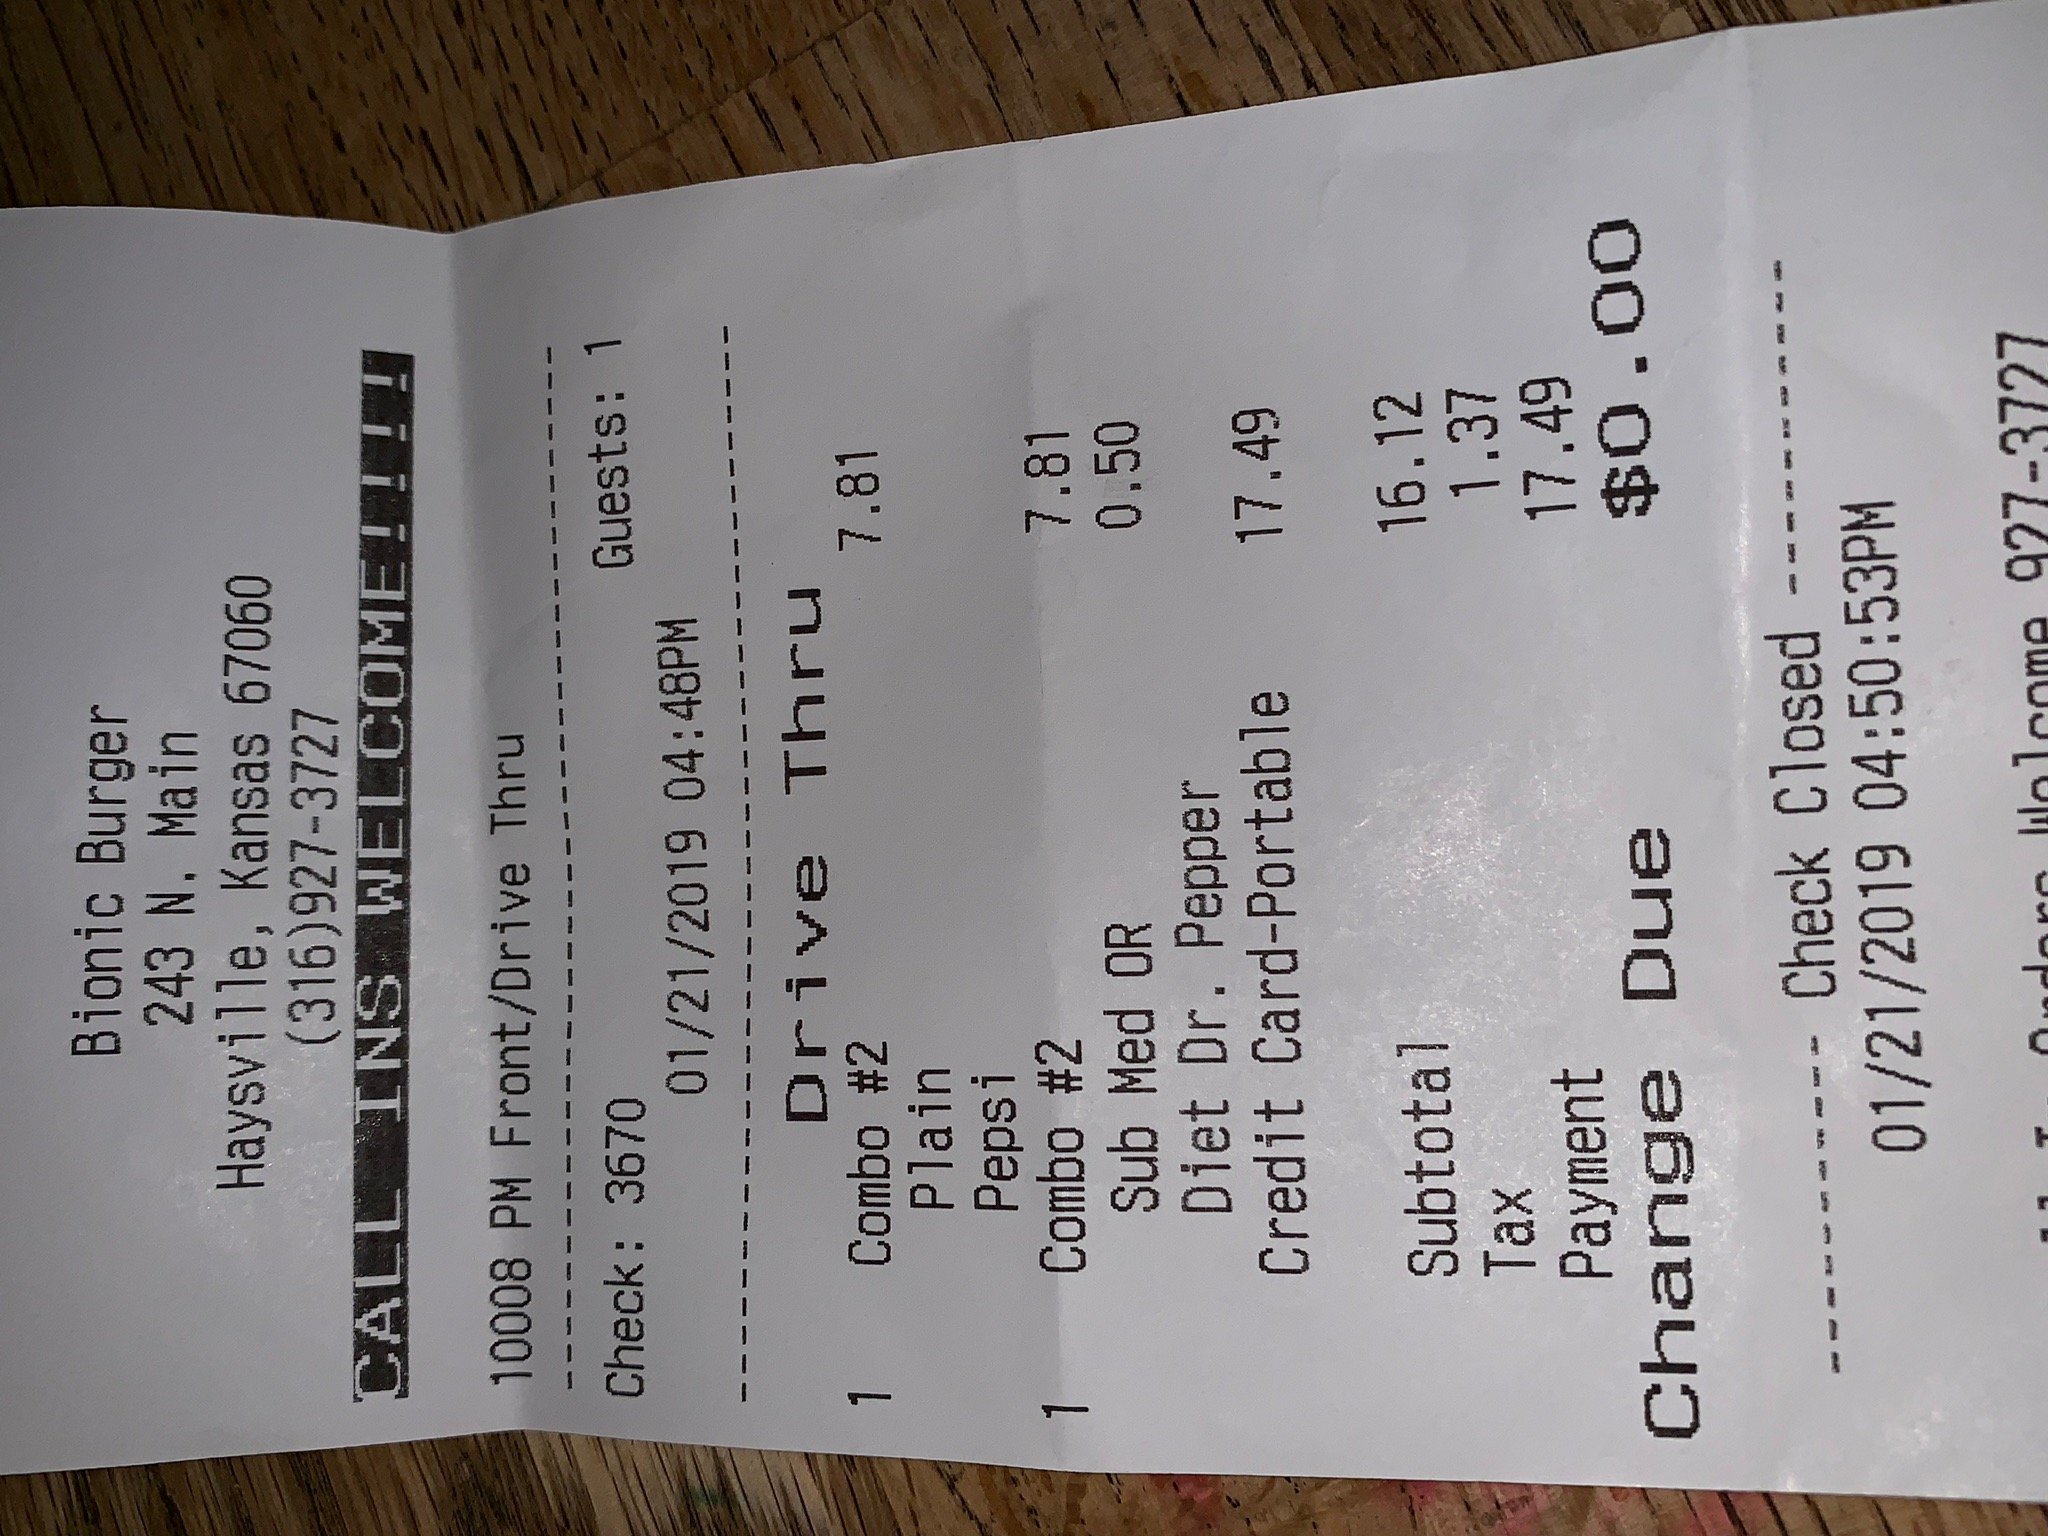 Bionic Burger
243 N. Main
Haysville, Kansas 67060
(316)927-3727
CALL INS WELCOME!!!!
10008 PM Front/Drive Thru
--------------------------------
Check: 3670 Guests: 1
01/21/2019 04:48PM
--------------------------------
Drive Thru
1 Combo #2 7.81
Plain
Pepsi
1 Combo #2 7.81
Sub Med OR 0.50
Diet Dr. Pepper
Credit Card-Portable 17.49
Subtotal 16.12
Tax 1.37
Payment 17.49
Change Due $0.00
---------- Check Closed ----------
01/21/2019 04:50:53PM
Welcome 927-3727